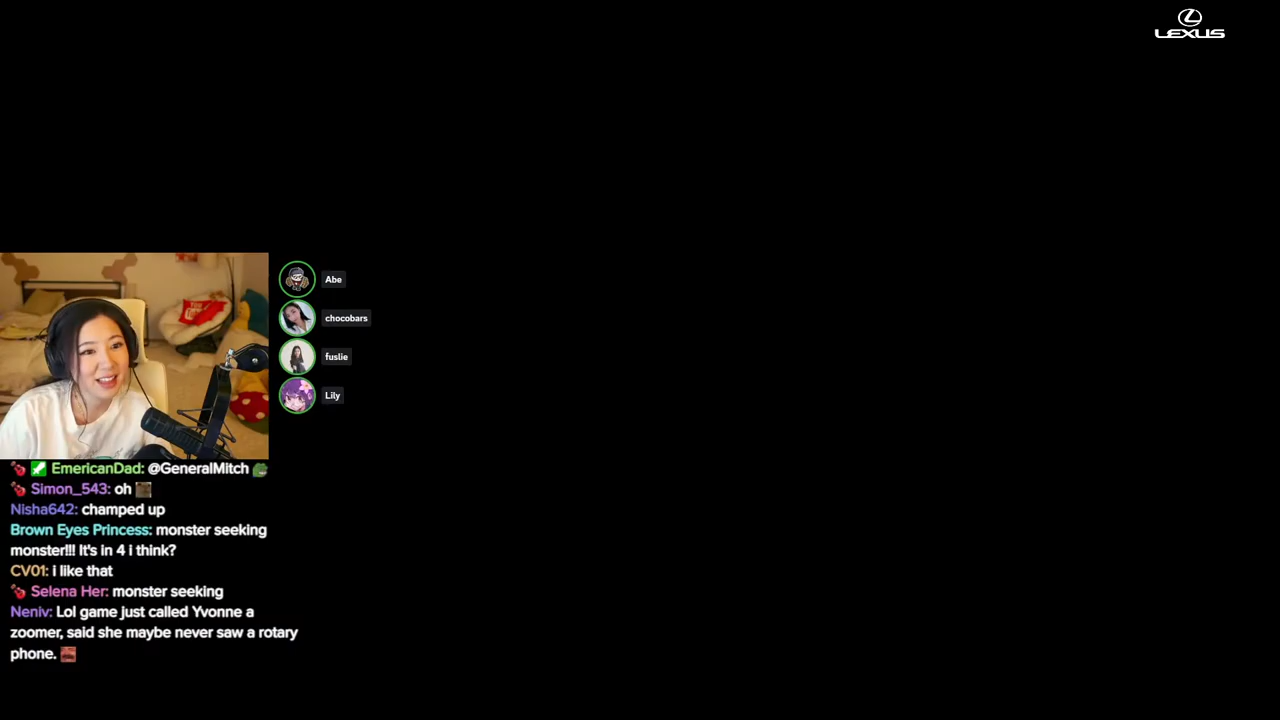 LEXUS
Abe
chocobars
fuslie
Lily
EmericanDad: @GeneralMitch
Simon_543: oh
Nisha642: champed up
Brown Eyes Princess: monster seeking
monster!!! It's in 4 i think?
CV01: i like that
Selena Her: monster seeking
Neniv: Lol game just called Yvonne a
zoomer, said she maybe never saw a rotary
phone.